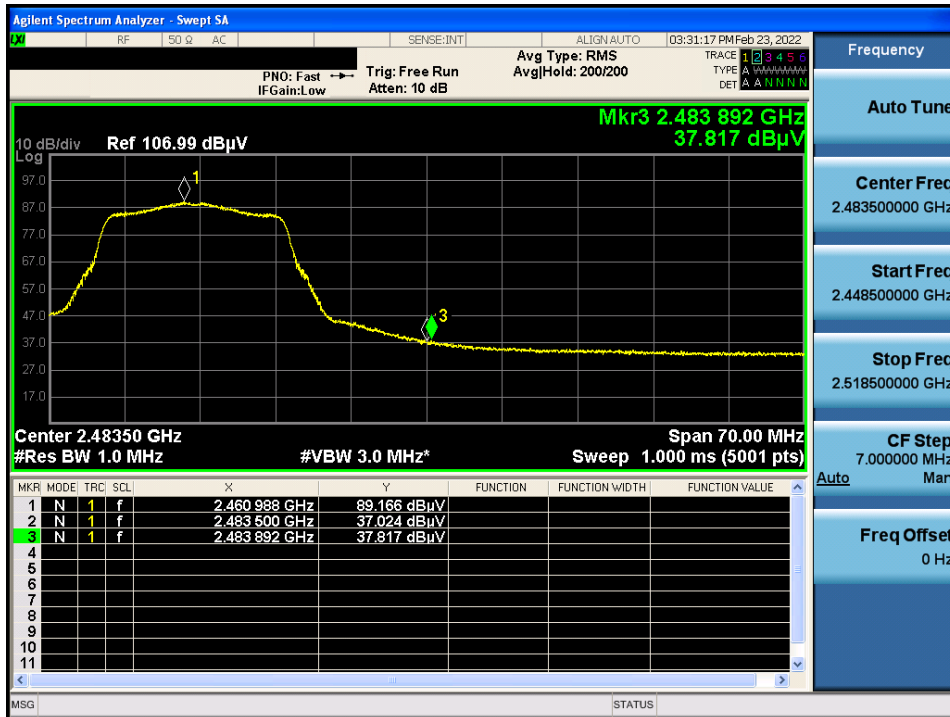 Agilent Spectrum Analyzer - Swept SA
LXI RF 50 Ω AC SENSE:INT ALIGN AUTO 03:31:17 PM Feb 23, 2022
PNO: Fast Trig: Free Run Avg Type: RMS TRACE 1 2 3 4 5 6
IFGain:Low Atten: 10 dB Avg|Hold: 200/200 TYPE A
DET A A N N N N
Mkr3 2.483 892 GHz
37.817 dBµV
10 dB/div Ref 106.99 dBµV
Log
97.0
1
87.0
77.0
67.0
57.0
47.0
3
37.0
27.0
17.0
Center 2.48350 GHz Span 70.00 MHz
#Res BW 1.0 MHz #VBW 3.0 MHz* Sweep 1.000 ms (5001 pts)
MKR MODE TRC SCL X Y FUNCTION FUNCTION WIDTH FUNCTION VALUE
1 N 1 f 2.460 988 GHz 89.166 dBµV
2 N 1 f 2.483 500 GHz 37.024 dBµV
3 N 1 f 2.483 892 GHz 37.817 dBµV
4
5
6
7
8
9
10
11
MSG STATUS
Frequency
Auto Tune
Center Freq
2.483500000 GHz
Start Freq
2.448500000 GHz
Stop Freq
2.518500000 GHz
CF Step
7.000000 MHz
Auto Man
Freq Offset
0 Hz